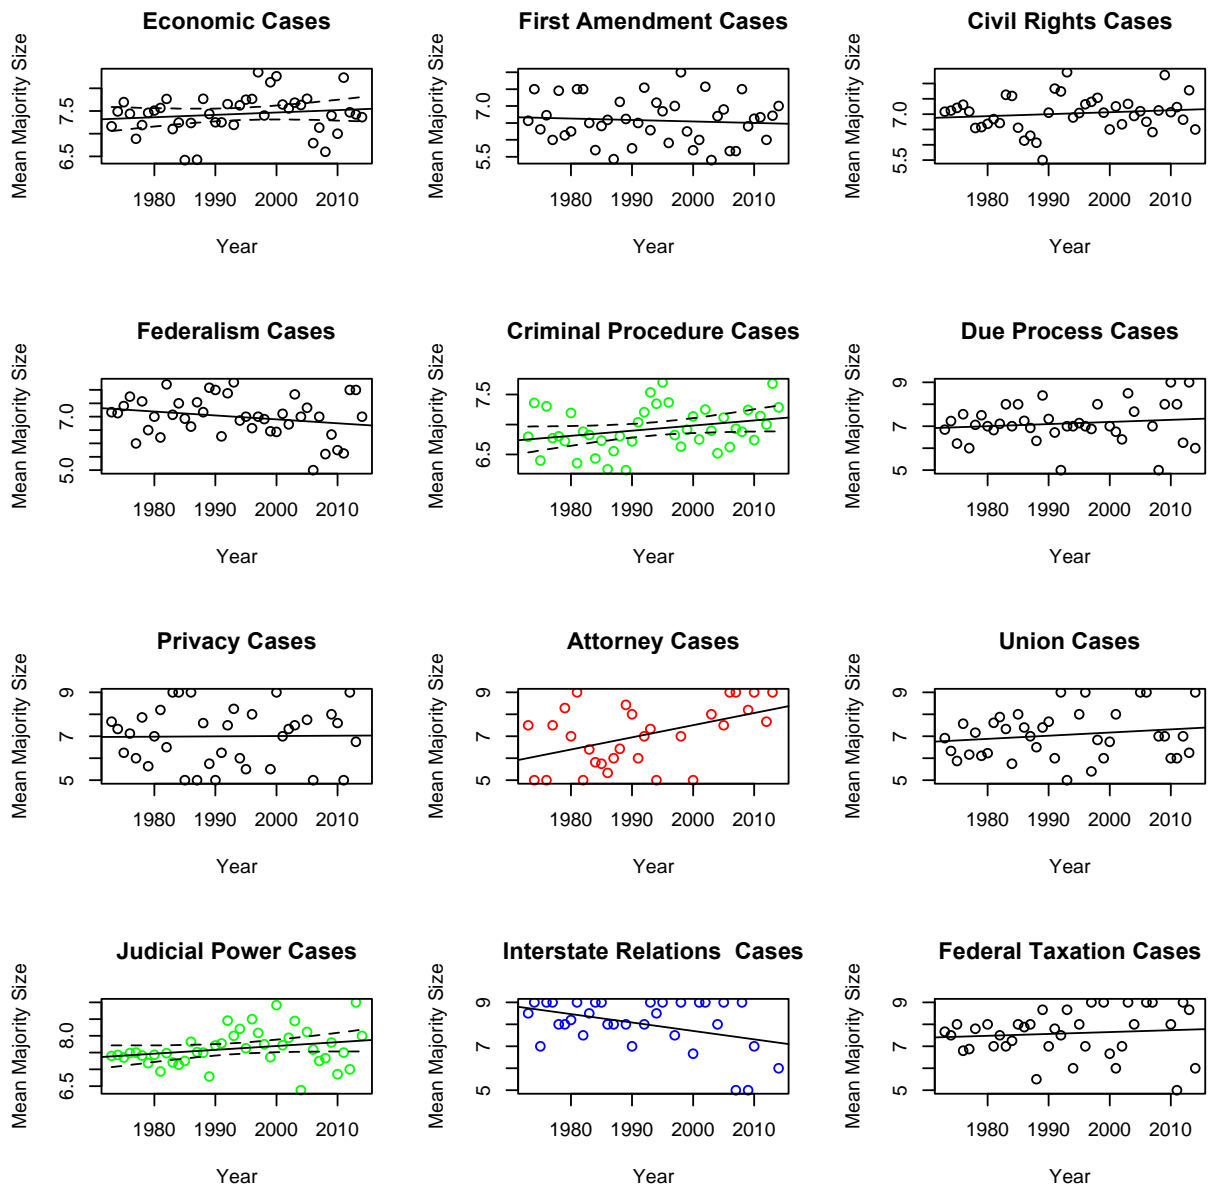 Economic Cases
Mean Majority Size
7.5
6.5
1980 1990 2000 2010
Year
First Amendment Cases
Mean Majority Size
7.0
5.5
1980 1990 2000 2010
Year
Civil Rights Cases
Mean Majority Size
7.0
5.5
1980 1990 2000 2010
Year
Federalism Cases
Mean Majority Size
7.0
5.0
1980 1990 2000 2010
Year
Criminal Procedure Cases
Mean Majority Size
7.5
6.5
1980 1990 2000 2010
Year
Due Process Cases
Mean Majority Size
9
7
5
1980 1990 2000 2010
Year
Privacy Cases
Mean Majority Size
9
7
5
1980 1990 2000 2010
Year
Attorney Cases
Mean Majority Size
9
7
5
1980 1990 2000 2010
Year
Union Cases
Mean Majority Size
9
7
5
1980 1990 2000 2010
Year
Judicial Power Cases
Mean Majority Size
8.0
6.5
1980 1990 2000 2010
Year
Interstate Relations  Cases
Mean Majority Size
9
7
5
1980 1990 2000 2010
Year
Federal Taxation Cases
Mean Majority Size
9
7
5
1980 1990 2000 2010
Year